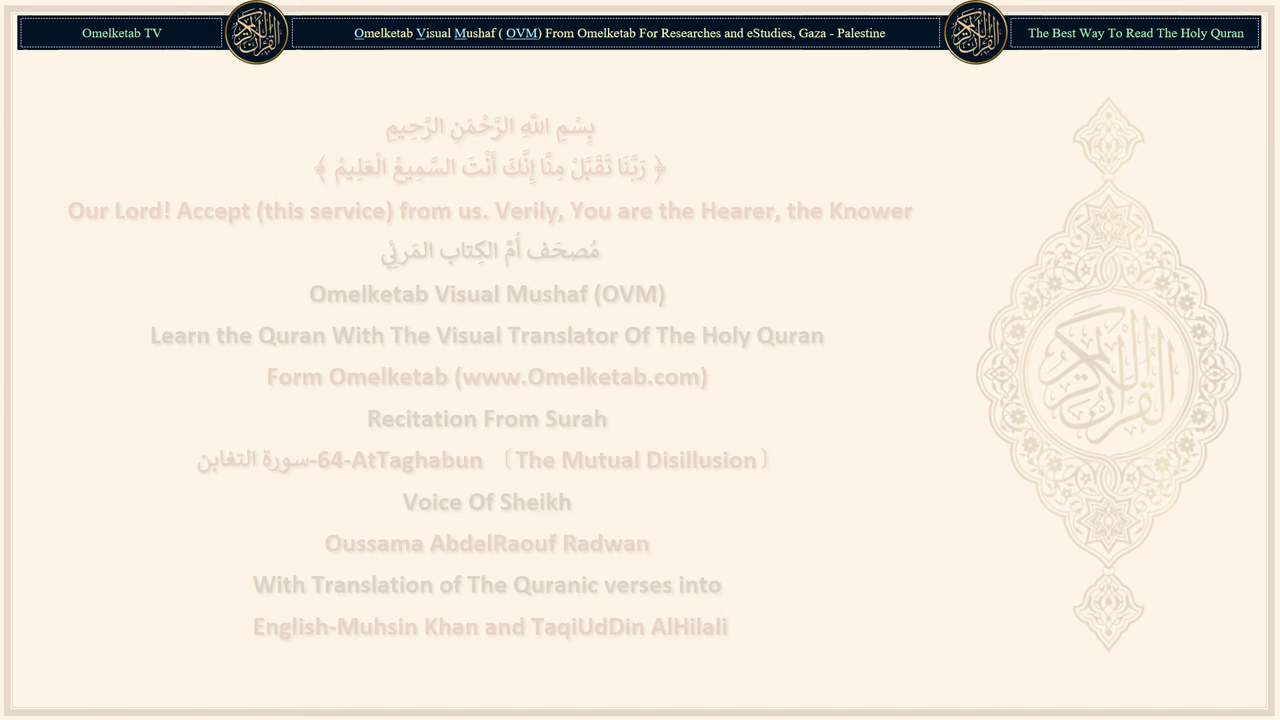 Omelketab TV
Omelketab Visual Mushaf ( OVM) From Omelketab For Researches and eStudies, Gaza - Palestine
The Best Way To Read The Holy Quran
بِسْمِ اللَّهِ الرَّحْمَنِ الرَّحِيمِ
﴿ رَبَّنَا تَقَبَّلْ مِنَّا إِنَّكَ أَنْتَ السَّمِيعُ الْعَلِيمُ ﴾
Our Lord! Accept (this service) from us. Verily, You are the Hearer, the Knower
مُصحَف أُمِّ الكِتاب المَرئِي
Omelketab Visual Mushaf (OVM)
Learn the Quran With The Visual Translator Of The Holy Quran
Form Omelketab (www.Omelketab.com)
Recitation From Surah
سورة التغابن-64-AtTaghabun 〔The Mutual Disillusion〕
Voice Of Sheikh
Oussama AbdelRaouf Radwan
With Translation of The Quranic verses into
English-Muhsin Khan and TaqiUdDin AlHilali
القرآن الكريم